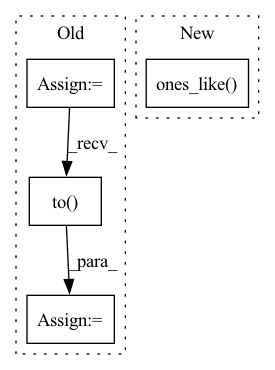 Old
New
Assign:=
ones_like()
_recv_
to()
_para_
Assign:=